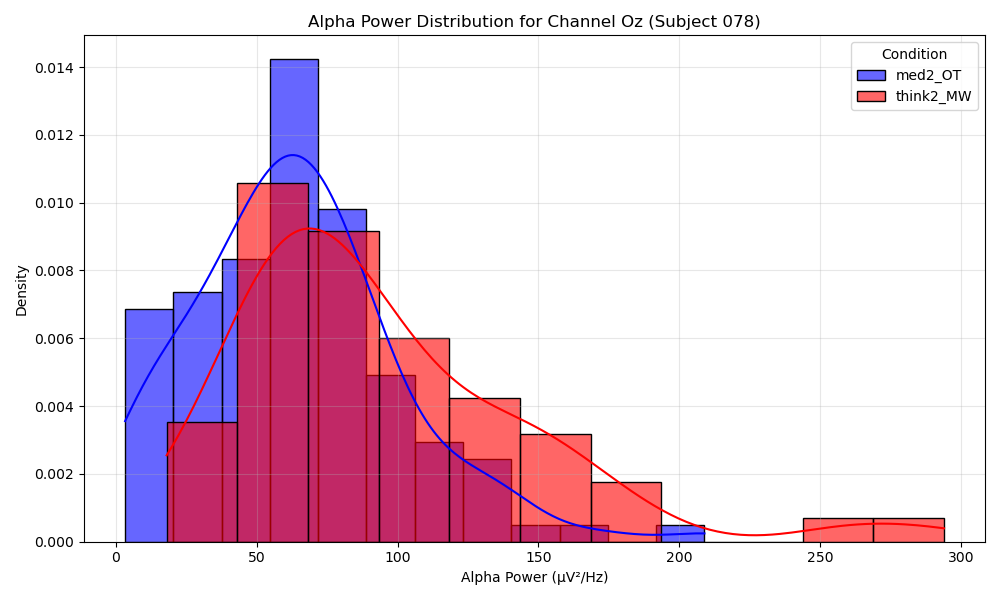 Alpha Power Distribution for Channel Oz (Subject 078)
Condition
med2_OT
think2_MW
0.014
0.012
0.010
0.008
0.006
0.004
0.002
0.000
Density
0 50 100 150 200 250 300
Alpha Power (µV²/Hz)